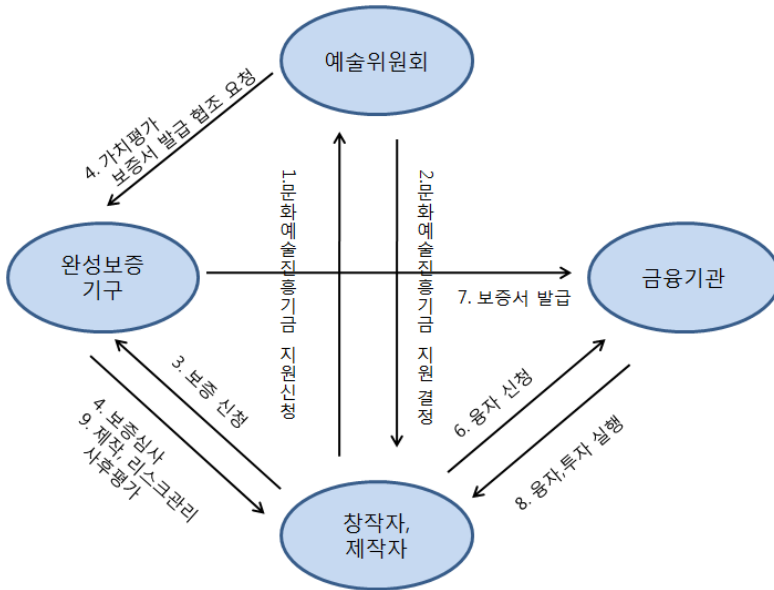 예술위원회
4. 가치평가
보증서 발급 협조 요청
1.문화예술진흥기금 지원신청
2.문화예술진흥기금 지원 결정
완성보증
기구
금융기관
7. 보증서 발급
3. 보증 신청
4. 보증심사
9. 제작, 리스크관리
사후평가
6. 융자 신청
8. 융자,투자 실행
창작자,
제작자